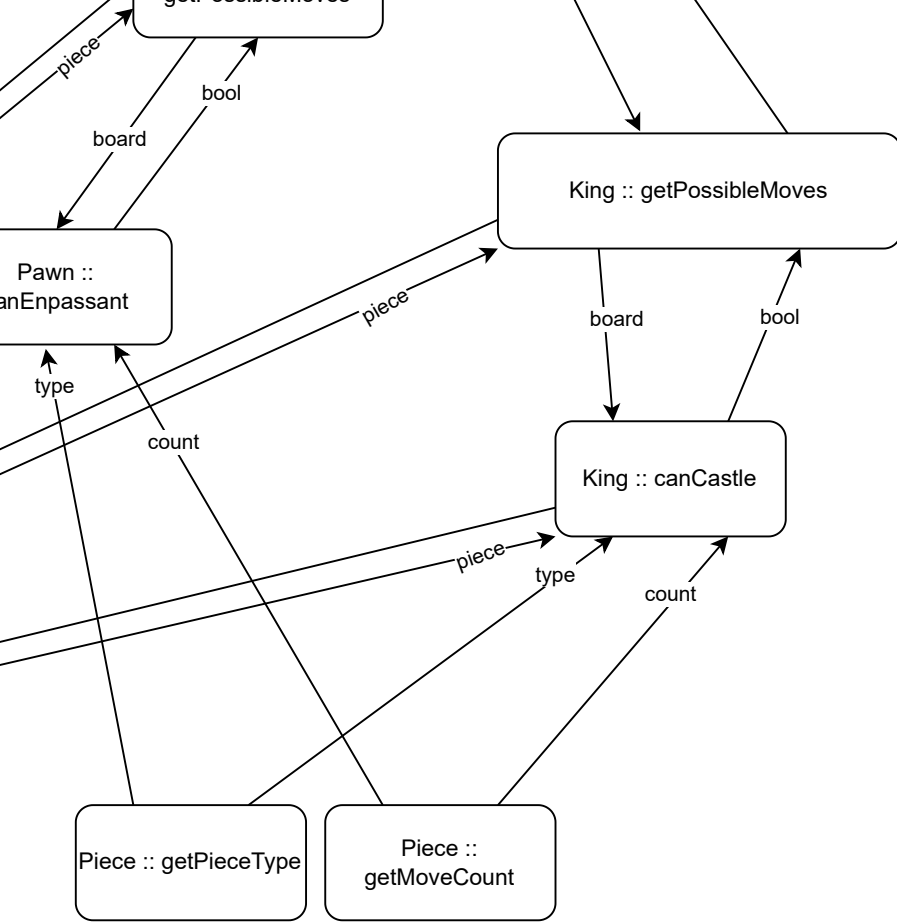 getPossibleMoves
piece
bool
board
King :: getPossibleMoves
Pawn ::
anEnpassant
piece
board
bool
type
count
King :: canCastle
piece
type
count
Piece :: getPieceType
Piece ::
getMoveCount